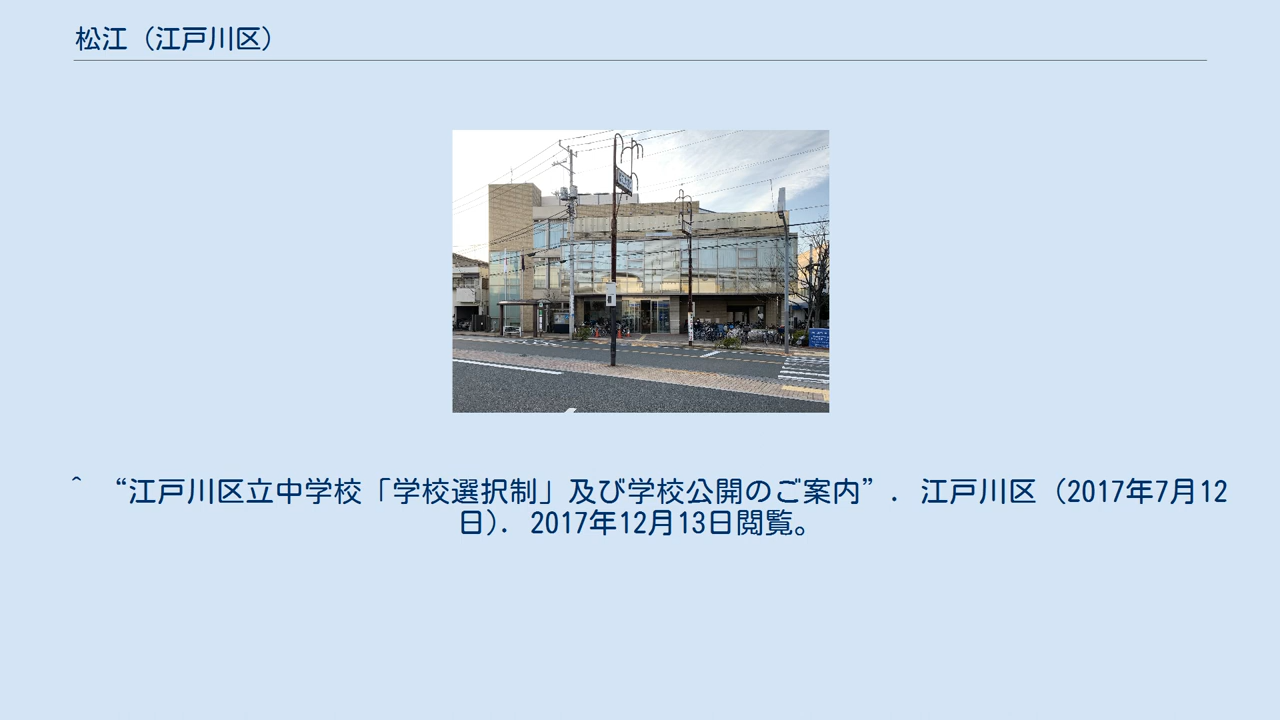 松江（江戸川区）
^ “江戸川区立中学校「学校選択制」及び学校公開のご案内”. 江戸川区（2017年7月12
日）. 2017年12月13日閲覧。